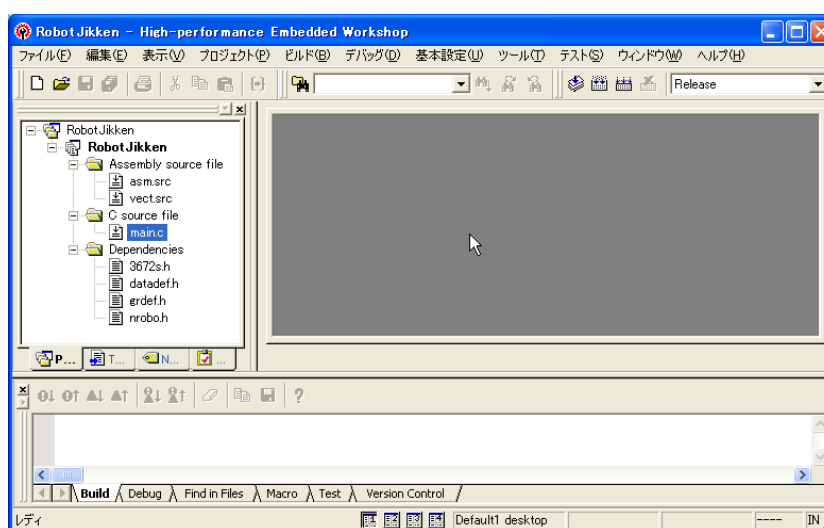 RobotJikken - High-performance Embedded Workshop
ファイル(F) 編集(E) 表示(V) プロジェクト(P) ビルド(B) デバッグ(D) 基本設定(U) ツール(T) テスト(S) ウィンドウ(W) ヘルプ(H)
Release
RobotJikken
RobotJikken
Assembly source file
asm.src
vect.src
C source file
main.c
Dependencies
3672s.h
datadef.h
grdef.h
nrobo.h
P... T... N... ...
Build Debug Find in Files Macro Test Version Control
レディ Default1 desktop ---- IN